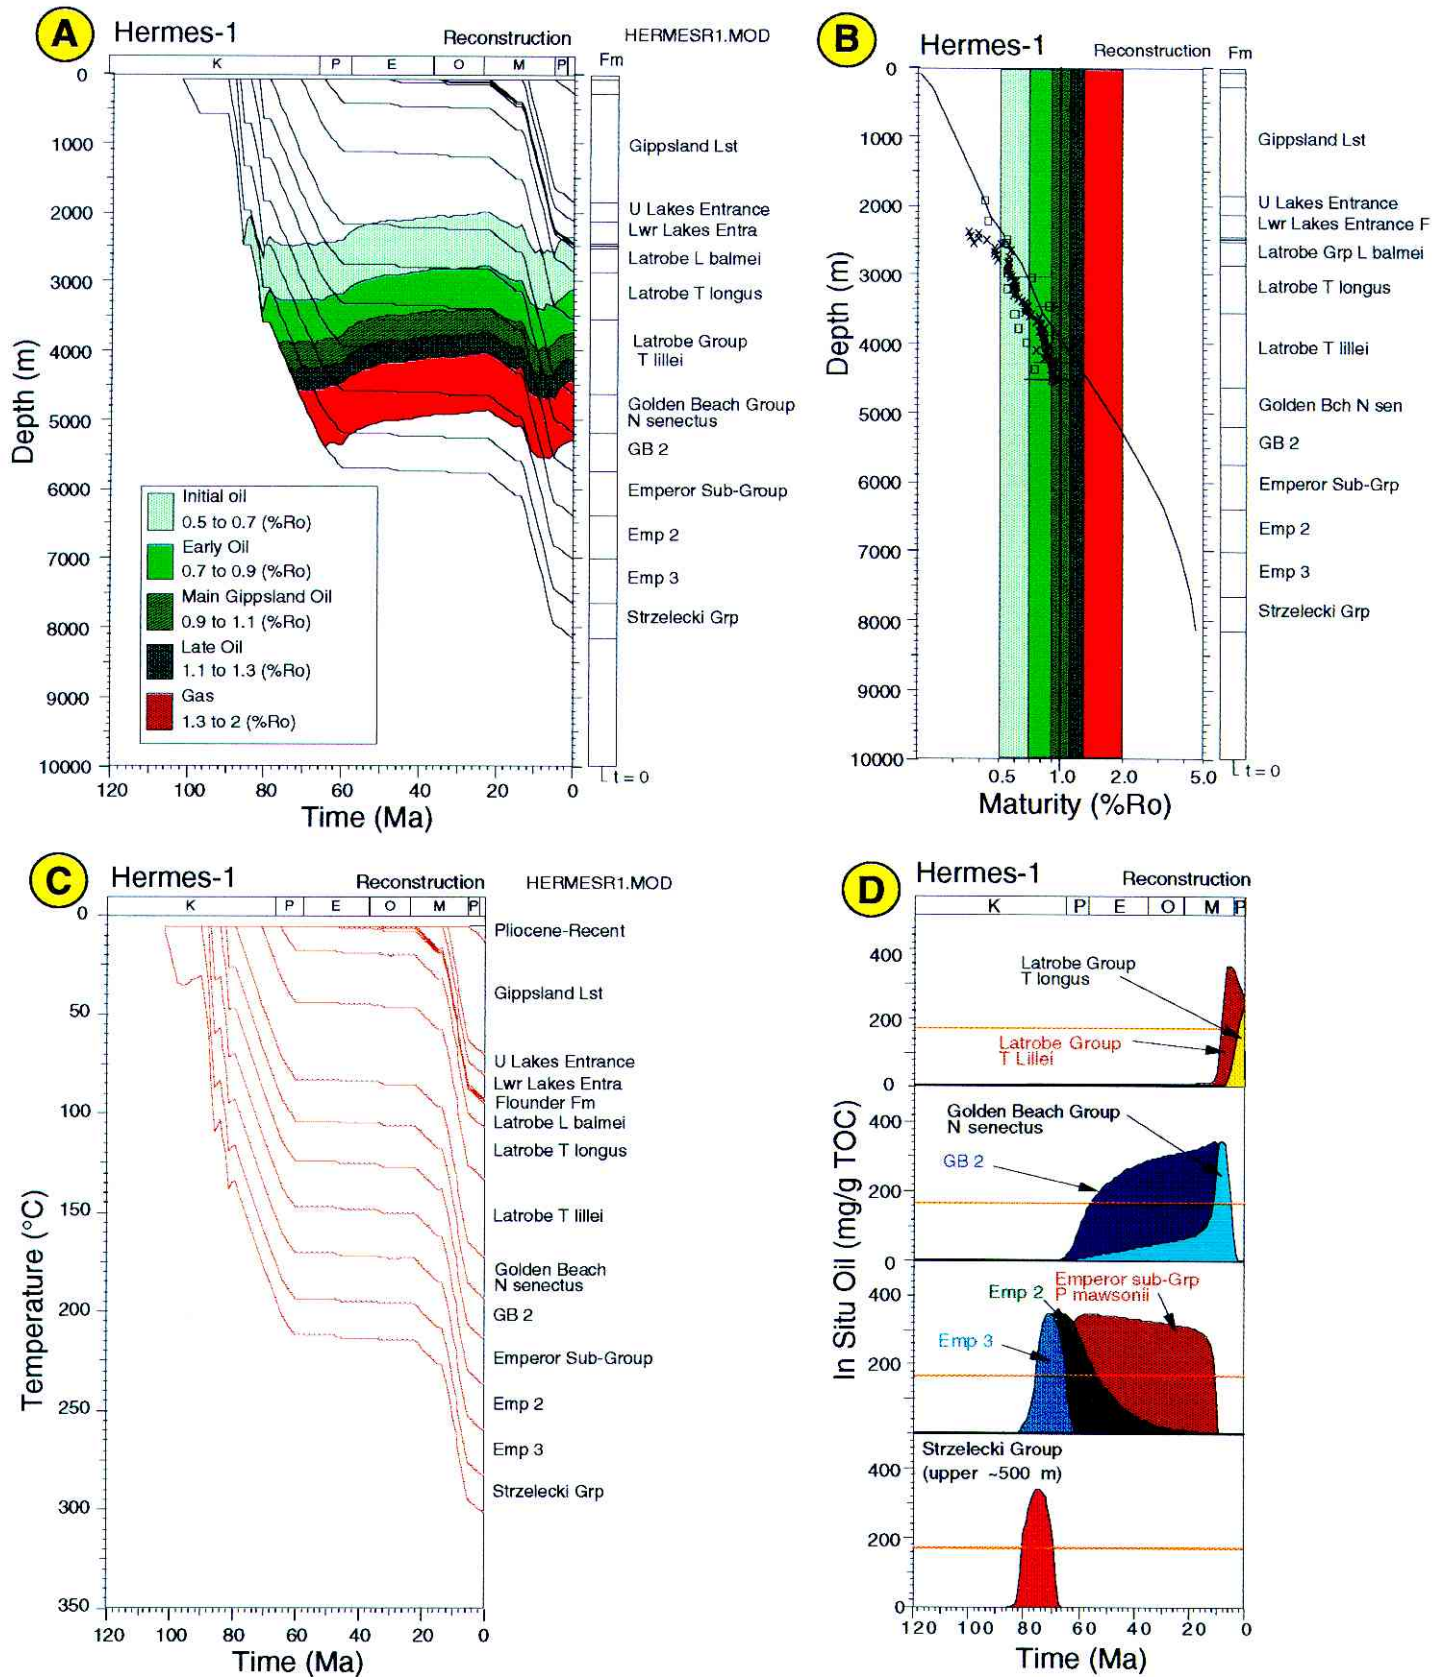 A
Hermes-1
Reconstruction
HERMESR1.MOD
Fm
K P E O M P
0
1000
2000
3000
4000
5000
6000
7000
8000
9000
10000
Depth (m)
Gippsland Lst
U Lakes Entrance
Lwr Lakes Entra
Latrobe L balmei
Latrobe T longus
Latrobe Group
T lillei
Golden Beach Group
N senectus
GB 2
Emperor Sub-Group
Emp 2
Emp 3
Strzelecki Grp
Initial oil
0.5 to 0.7 (%Ro)
Early Oil
0.7 to 0.9 (%Ro)
Main Gippsland Oil
0.9 to 1.1 (%Ro)
Late Oil
1.1 to 1.3 (%Ro)
Gas
1.3 to 2 (%Ro)
t = 0
120 100 80 60 40 20 0
Time (Ma)
B
Hermes-1
Reconstruction
Fm
0
1000
2000
3000
4000
5000
6000
7000
8000
9000
10000
Depth (m)
Gippsland Lst
U Lakes Entrance
Lwr Lakes Entrance F
Latrobe Grp L balmei
Latrobe T longus
Latrobe T lillei
Golden Bch N sen
GB 2
Emperor Sub-Grp
Emp 2
Emp 3
Strzelecki Grp
t = 0
0.5 1.0 2.0 5.0
Maturity (%Ro)
C
Hermes-1
Reconstruction
HERMESR1.MOD
K P E O M P
0
50
100
150
200
250
300
350
Temperature (°C)
Pliocene-Recent
Gippsland Lst
U Lakes Entrance
Lwr Lakes Entra
Flounder Fm
Latrobe L balmei
Latrobe T longus
Latrobe T lillei
Golden Beach
N senectus
GB 2
Emperor Sub-Group
Emp 2
Emp 3
Strzelecki Grp
120 100 80 60 40 20 0
Time (Ma)
D
Hermes-1
Reconstruction
K P E O M P
In Situ Oil (mg/g TOC)
400
200
0
Latrobe Group
T longus
Latrobe Group
T Lillei
400
200
0
Golden Beach Group
N senectus
GB 2
400
200
0
Emperor sub-Grp
P mawsonii
Emp 2
Emp 3
400
200
0
Strzelecki Group
(upper ~500 m)
120 100 80 60 40 20 0
Time (Ma)